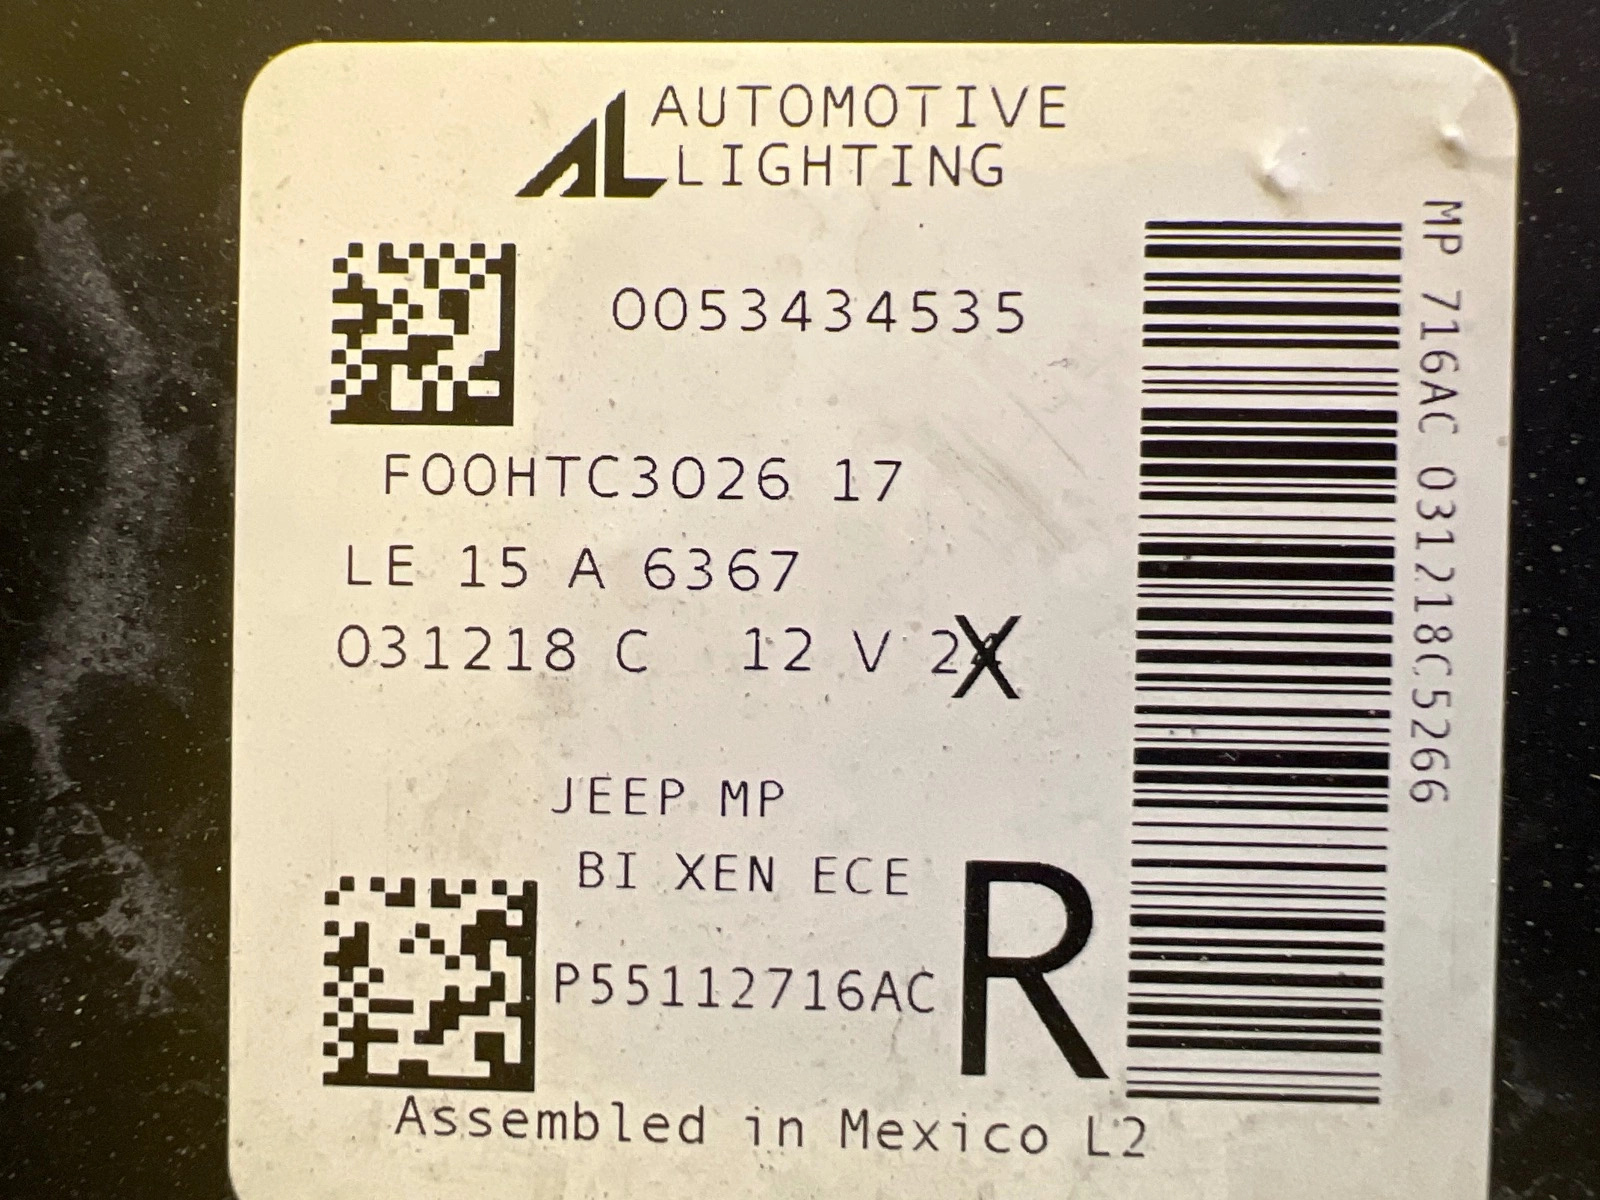 AUTOMOTIVE
LIGHTING
0053434535
F00HTC3026 17
LE 15 A 6367
031218 C 12 V 2
X
JEEP MP
BI XEN ECE
R
P55112716AC
Assembled in Mexico L2
MP 716AC 031218C5266